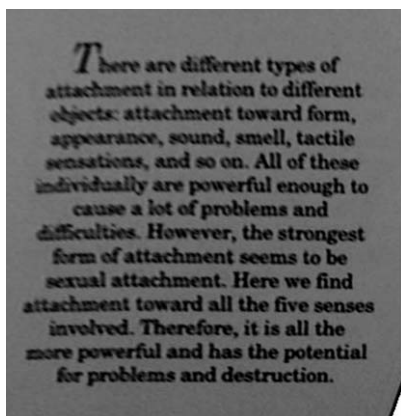 There are different types of
attachment in relation to different
objects: attachment toward form,
appearance, sound, smell, tactile
sensations, and so on. All of these
individually are powerful enough to
cause a lot of problems and
difficulties. However, the strongest
form of attachment seems to be
sexual attachment. Here we find
attachment toward all the five senses
involved. Therefore, it is all the
more powerful and has the potential
for problems and destruction.